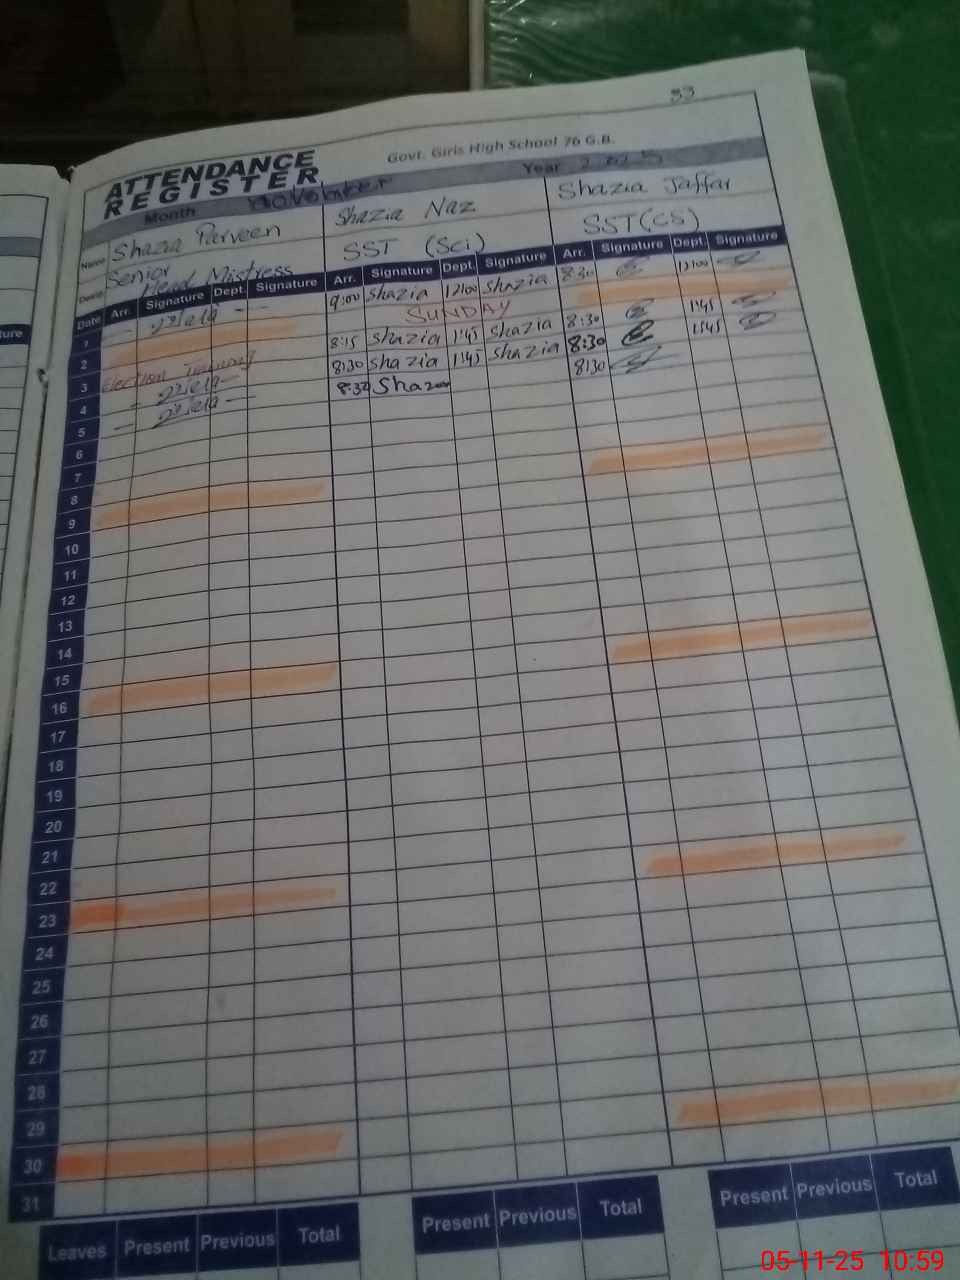 33
ATTENDANCE
REGISTER
Govt. Girls High School 76 G.B.
Month November Year 2025
Name Shazia Parveen Shazia Naz Shazia Jaffar
Desig Senior Head Mistress SST (Sci) SST(CS)
Date Arr. Signature Dept. Signature Arr. Signature Dept. Signature Arr. Signature Dept. Signature
1 9:00 Shazia 12:00 Shazia 8:30 12:00
2 SUNDAY
3 Election Training 8:15 Shazia 1:45 Shazia 8:30 1:45
4 8:30 Shazia 1:45 Shazia 8:30 1:45
5 8:30 Shazia 8:30
6
7
8
9
10
11
12
13
14
15
16
17
18
19
20
21
22
23
24
25
26
27
28
29
30
31
Leaves Present Previous Total Present Previous Total Present Previous Total
05-11-25 10:59